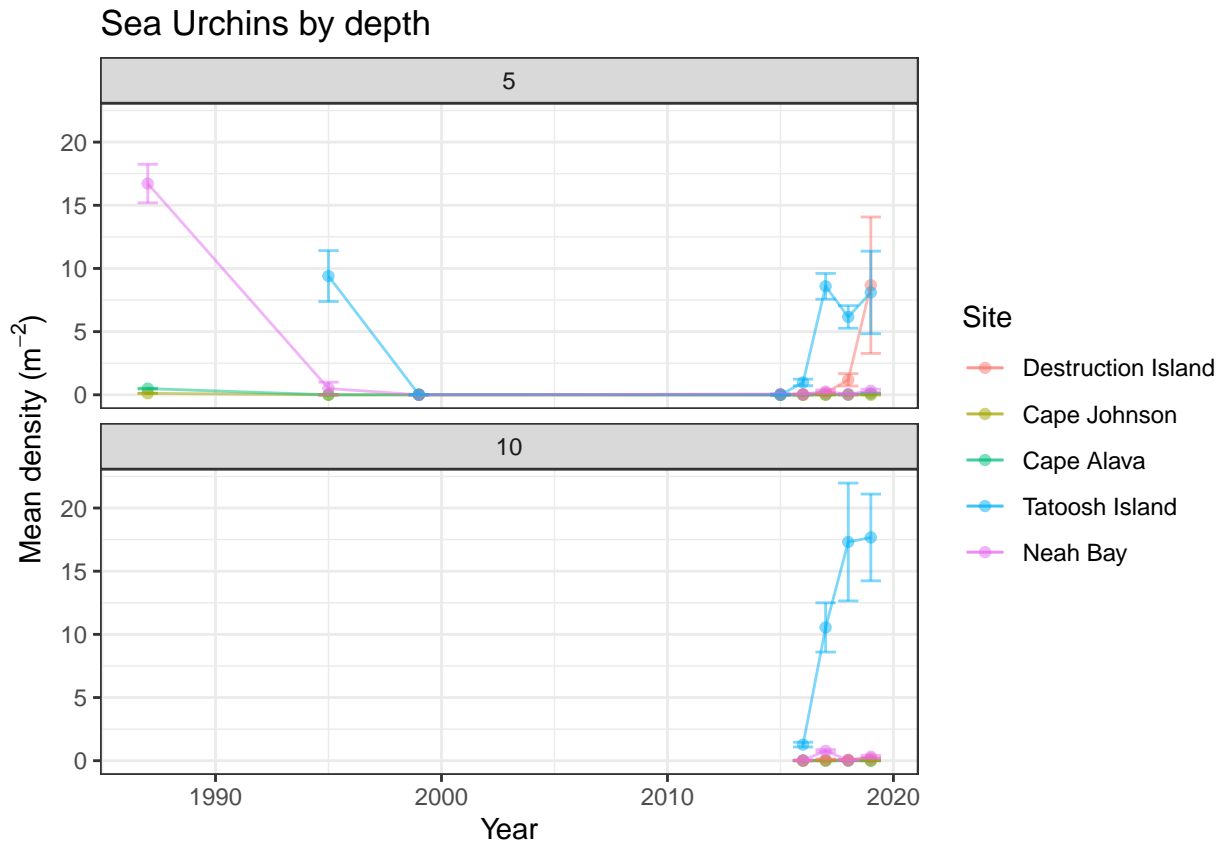 Sea Urchins by depth
5
20
15
10
5
0
10
20
15
10
5
0
1990
2000
2010
2020
Year
Mean density (m⁻²)
Site
Destruction Island
Cape Johnson
Cape Alava
Tatoosh Island
Neah Bay